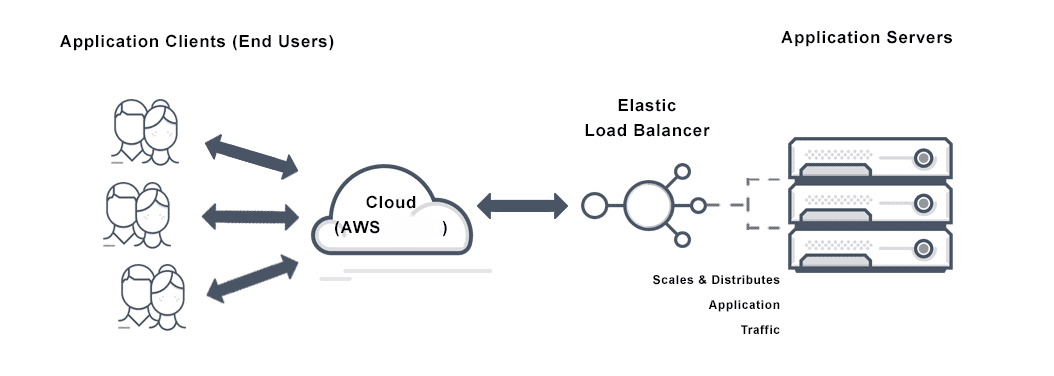 Application Clients (End Users)
Application Servers
Elastic
Load Balancer
Cloud
(AWS )
Scales & Distributes
Application
Traffic